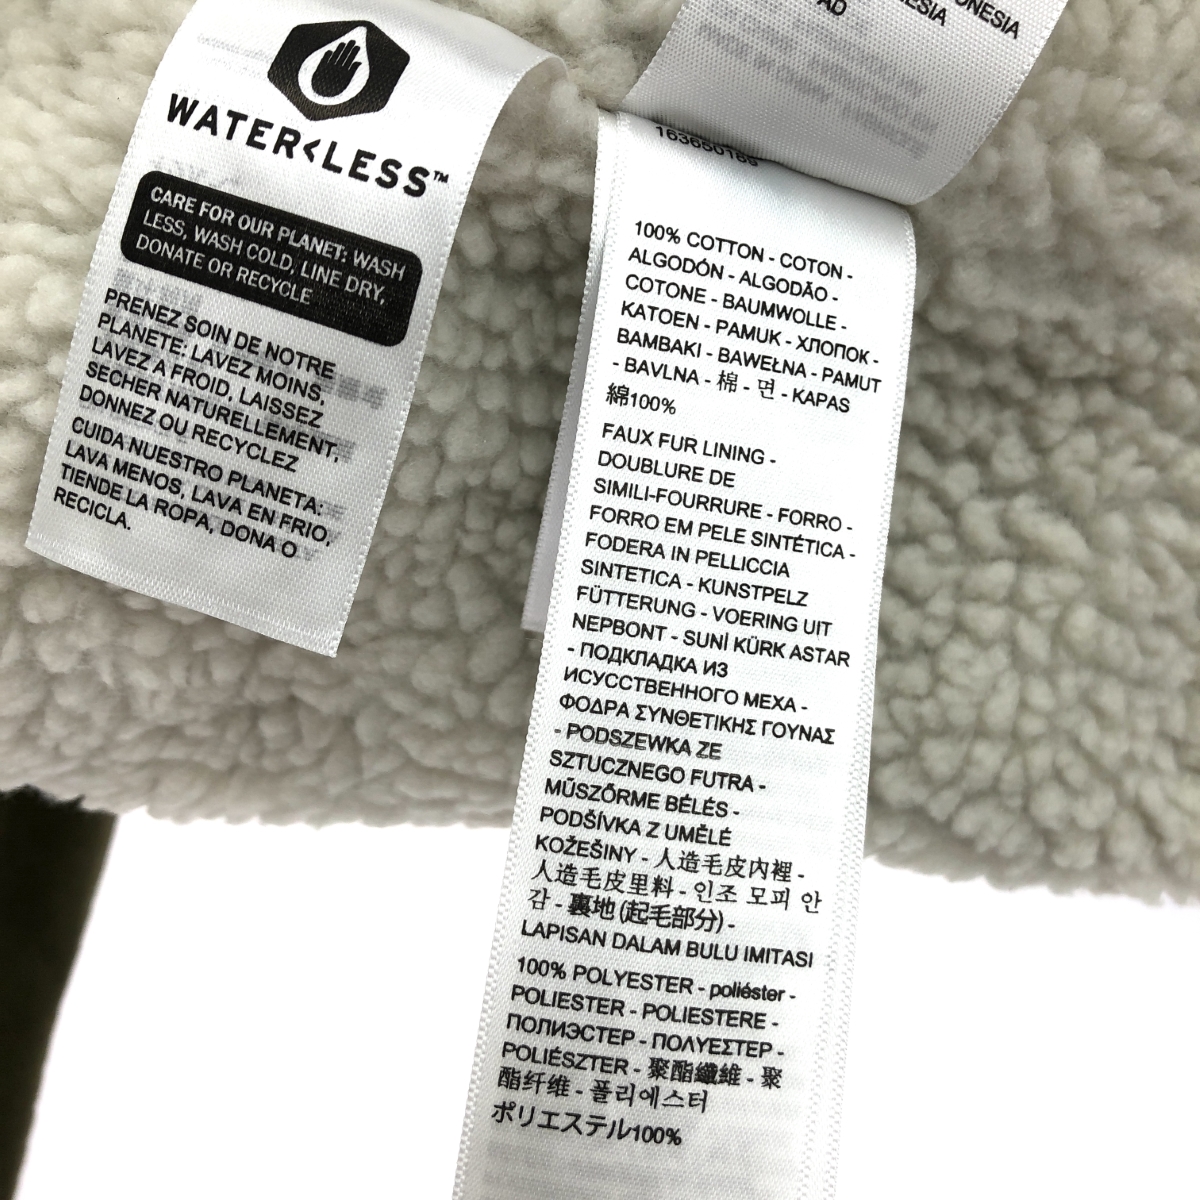 WATER<LESS™
CARE FOR OUR PLANET: WASH
LESS, WASH COLD, LINE DRY,
DONATE OR RECYCLE
PRENEZ SOIN DE NOTRE
PLANETE: LAVEZ MOINS,
LAVEZ A FROID, LAISSEZ
SECHER NATURELLEMENT,
DONNEZ OU RECYCLEZ
CUIDA NUESTRO PLANETA:
LAVA MENOS, LAVA EN FRIO,
TIENDE LA ROPA, DONA O
RECICLA.
163650189
100% COTTON - COTON -
ALGODÓN - ALGODÃO -
COTONE - BAUMWOLLE -
KATOEN - PAMUK - ХЛОПОК -
ΒΑΜΒΑΚΙ - BAWEŁNA - PAMUT
- BAVLNA - 棉 - 면 - KAPAS
綿100%
FAUX FUR LINING -
DOUBLURE DE
SIMILI-FOURRURE - FORRO -
FORRO EM PELE SINTÉTICA -
FODERA IN PELLICCIA
SINTETICA - KUNSTPELZ
FÜTTERUNG - VOERING UIT
NEPBONT - SUNİ KÜRK ASTAR
- ПОДКЛАДКА ИЗ
ИСУССТВЕННОГО МЕХА -
ΦΟΔΡΑ ΣΥΝΘΕΤΙΚΗΣ ΓΟΥΝΑΣ
- PODSZEWKA ZE
SZTUCZNEGO FUTRA -
MŰSZŐRME BÉLÉS -
PODŠÍVKA Z UMĚLÉ
KOŽEŠINY - 人造毛皮內裡 -
人造毛皮里料 - 인조 모피 안
감 - 裏地 (起毛部分) -
LAPISAN DALAM BULU IMITASI
100% POLYESTER - poliéster -
POLIESTER - POLIESTERE -
ПОЛИЭСТЕР - ΠΟΛΥΕΣΤΕΡ -
POLIÉSZTER - 聚酯纖維 - 聚
酯纤维 - 폴리에스터
ポリエステル100%